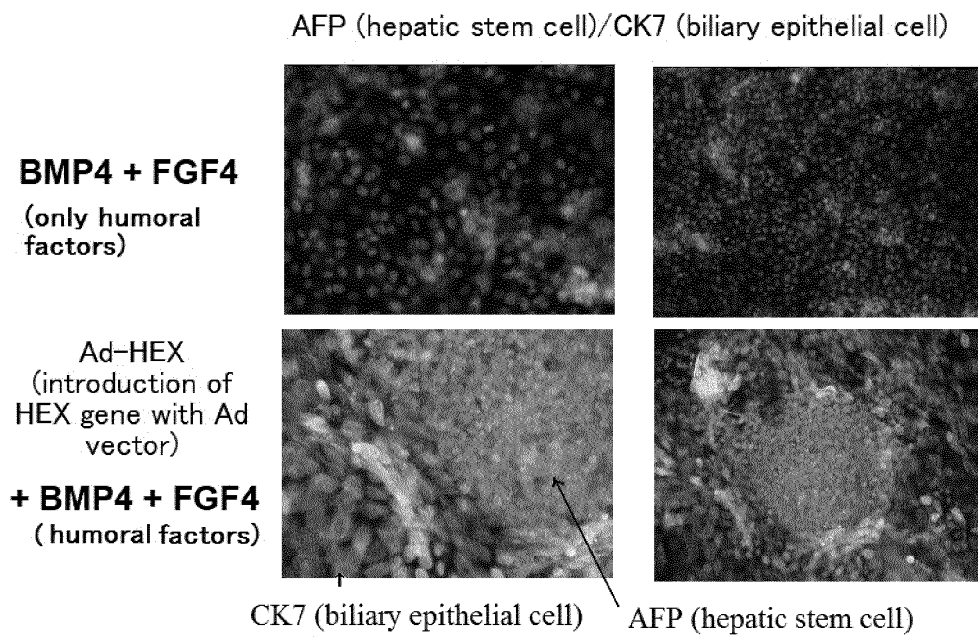 AFP (hepatic stem cell)/CK7 (biliary epithelial cell)
BMP4 + FGF4
(only humoral
factors)
Ad-HEX
(introduction of
HEX gene with Ad
vector)
+ BMP4 + FGF4
(humoral factors)
CK7 (biliary epithelial cell)
AFP (hepatic stem cell)